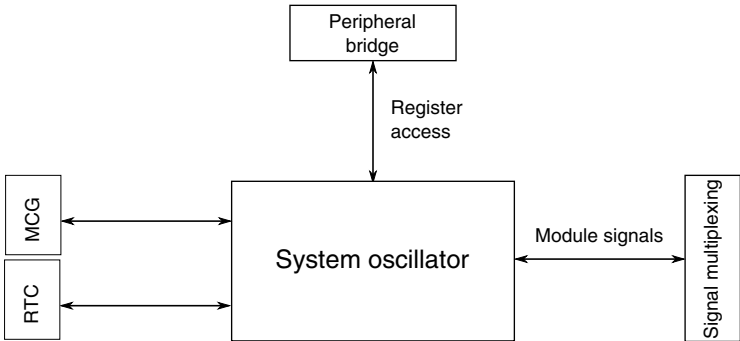 Peripheral
bridge
Register
access
MCG
System oscillator
Module signals
Signal multiplexing
RTC